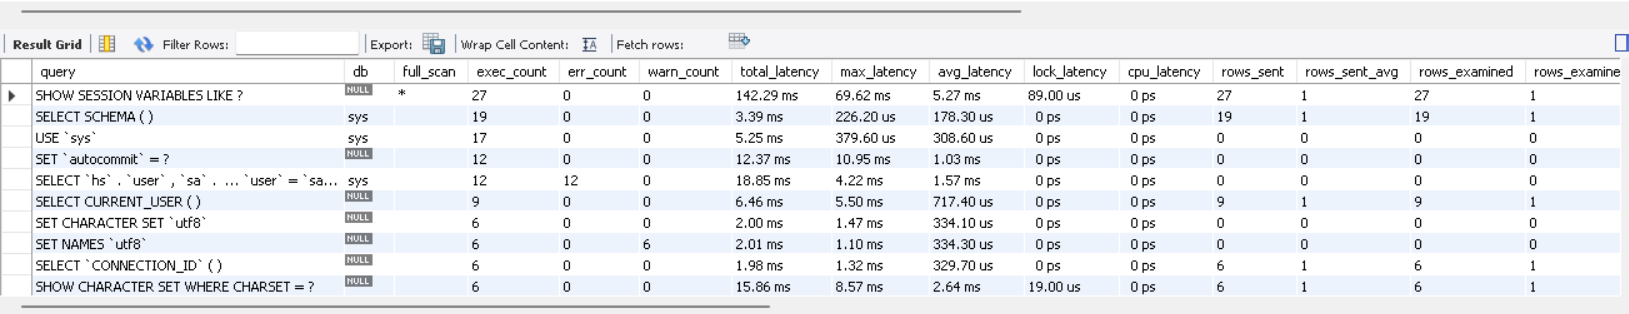 Result Grid Filter Rows: Export: Wrap Cell Content: Fetch rows:
query db full_scan exec_count err_count warn_count total_latency max_latency avg_latency lock_latency cpu_latency rows_sent rows_sent_avg rows_examined rows_examine
SHOW SESSION VARIABLES LIKE ? NULL * 27 0 0 142.29 ms 69.62 ms 5.27 ms 89.00 us 0 ps 27 1 27 1
SELECT SCHEMA ( ) sys 19 0 0 3.39 ms 226.20 us 178.30 us 0 ps 0 ps 19 1 19 1
USE `sys` sys 17 0 0 5.25 ms 379.60 us 308.60 us 0 ps 0 ps 0 0 0 0
SET `autocommit` = ? NULL 12 0 0 12.37 ms 10.95 ms 1.03 ms 0 ps 0 ps 0 0 0 0
SELECT `hs` . `user` , `sa` . ... `user` = `sa... sys 12 12 0 18.85 ms 4.22 ms 1.57 ms 0 ps 0 ps 0 0 0 0
SELECT CURRENT_USER ( ) NULL 9 0 0 6.46 ms 5.50 ms 717.40 us 0 ps 0 ps 9 1 9 1
SET CHARACTER SET `utf8` NULL 6 0 0 2.00 ms 1.47 ms 334.10 us 0 ps 0 ps 0 0 0 0
SET NAMES `utf8` NULL 6 0 6 2.01 ms 1.10 ms 334.30 us 0 ps 0 ps 0 0 0 0
SELECT `CONNECTION_ID` ( ) NULL 6 0 0 1.98 ms 1.32 ms 329.70 us 0 ps 0 ps 6 1 6 1
SHOW CHARACTER SET WHERE CHARSET = ? NULL 6 0 0 15.86 ms 8.57 ms 2.64 ms 19.00 us 0 ps 6 1 6 1